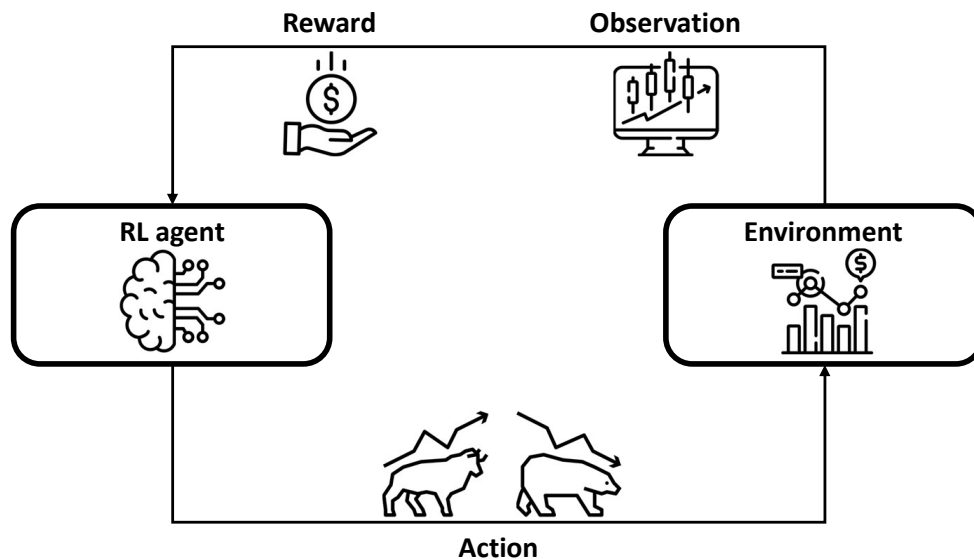 Reward
Observation
$
RL agent
Environment
$
Action